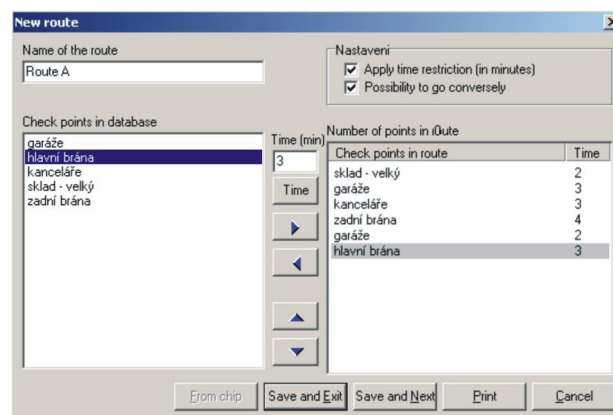 New route
Name of the route
Route A
Nastaveni
Apply time restriction (in minutes)
Possibility to go conversely
Check points in database
garáže
hlavní brána
kanceláře
sklad - velký
zadní brána
Time (min)
3
Time
Number of points in ı0ute
Check points in route Time
sklad - velký 2
garáže 3
kanceláře 3
zadní brána 4
garáže 2
hlavní brána 3
From chip Save and Exit Save and Next Print Cancel